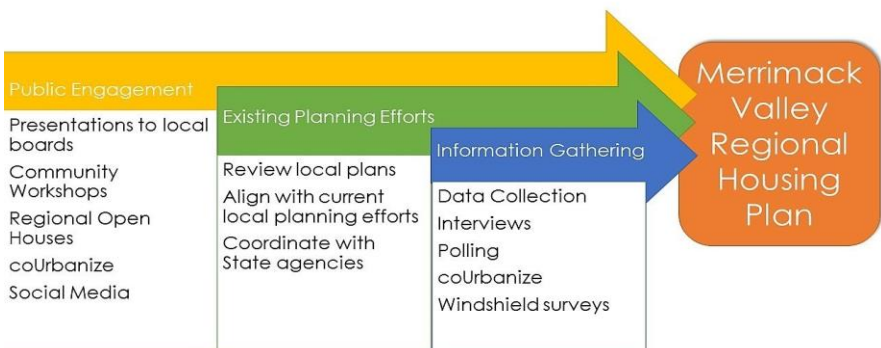 Public Engagement
Presentations to local
boards
Community
Workshops
Regional Open
Houses
coUrbanize
Social Media
Existing Planning Efforts
Review local plans
Align with current
local planning efforts
Coordinate with
State agencies
Information Gathering
Data Collection
Interviews
Polling
coUrbanize
Windshield surveys
Merrimack
Valley
Regional
Housing
Plan